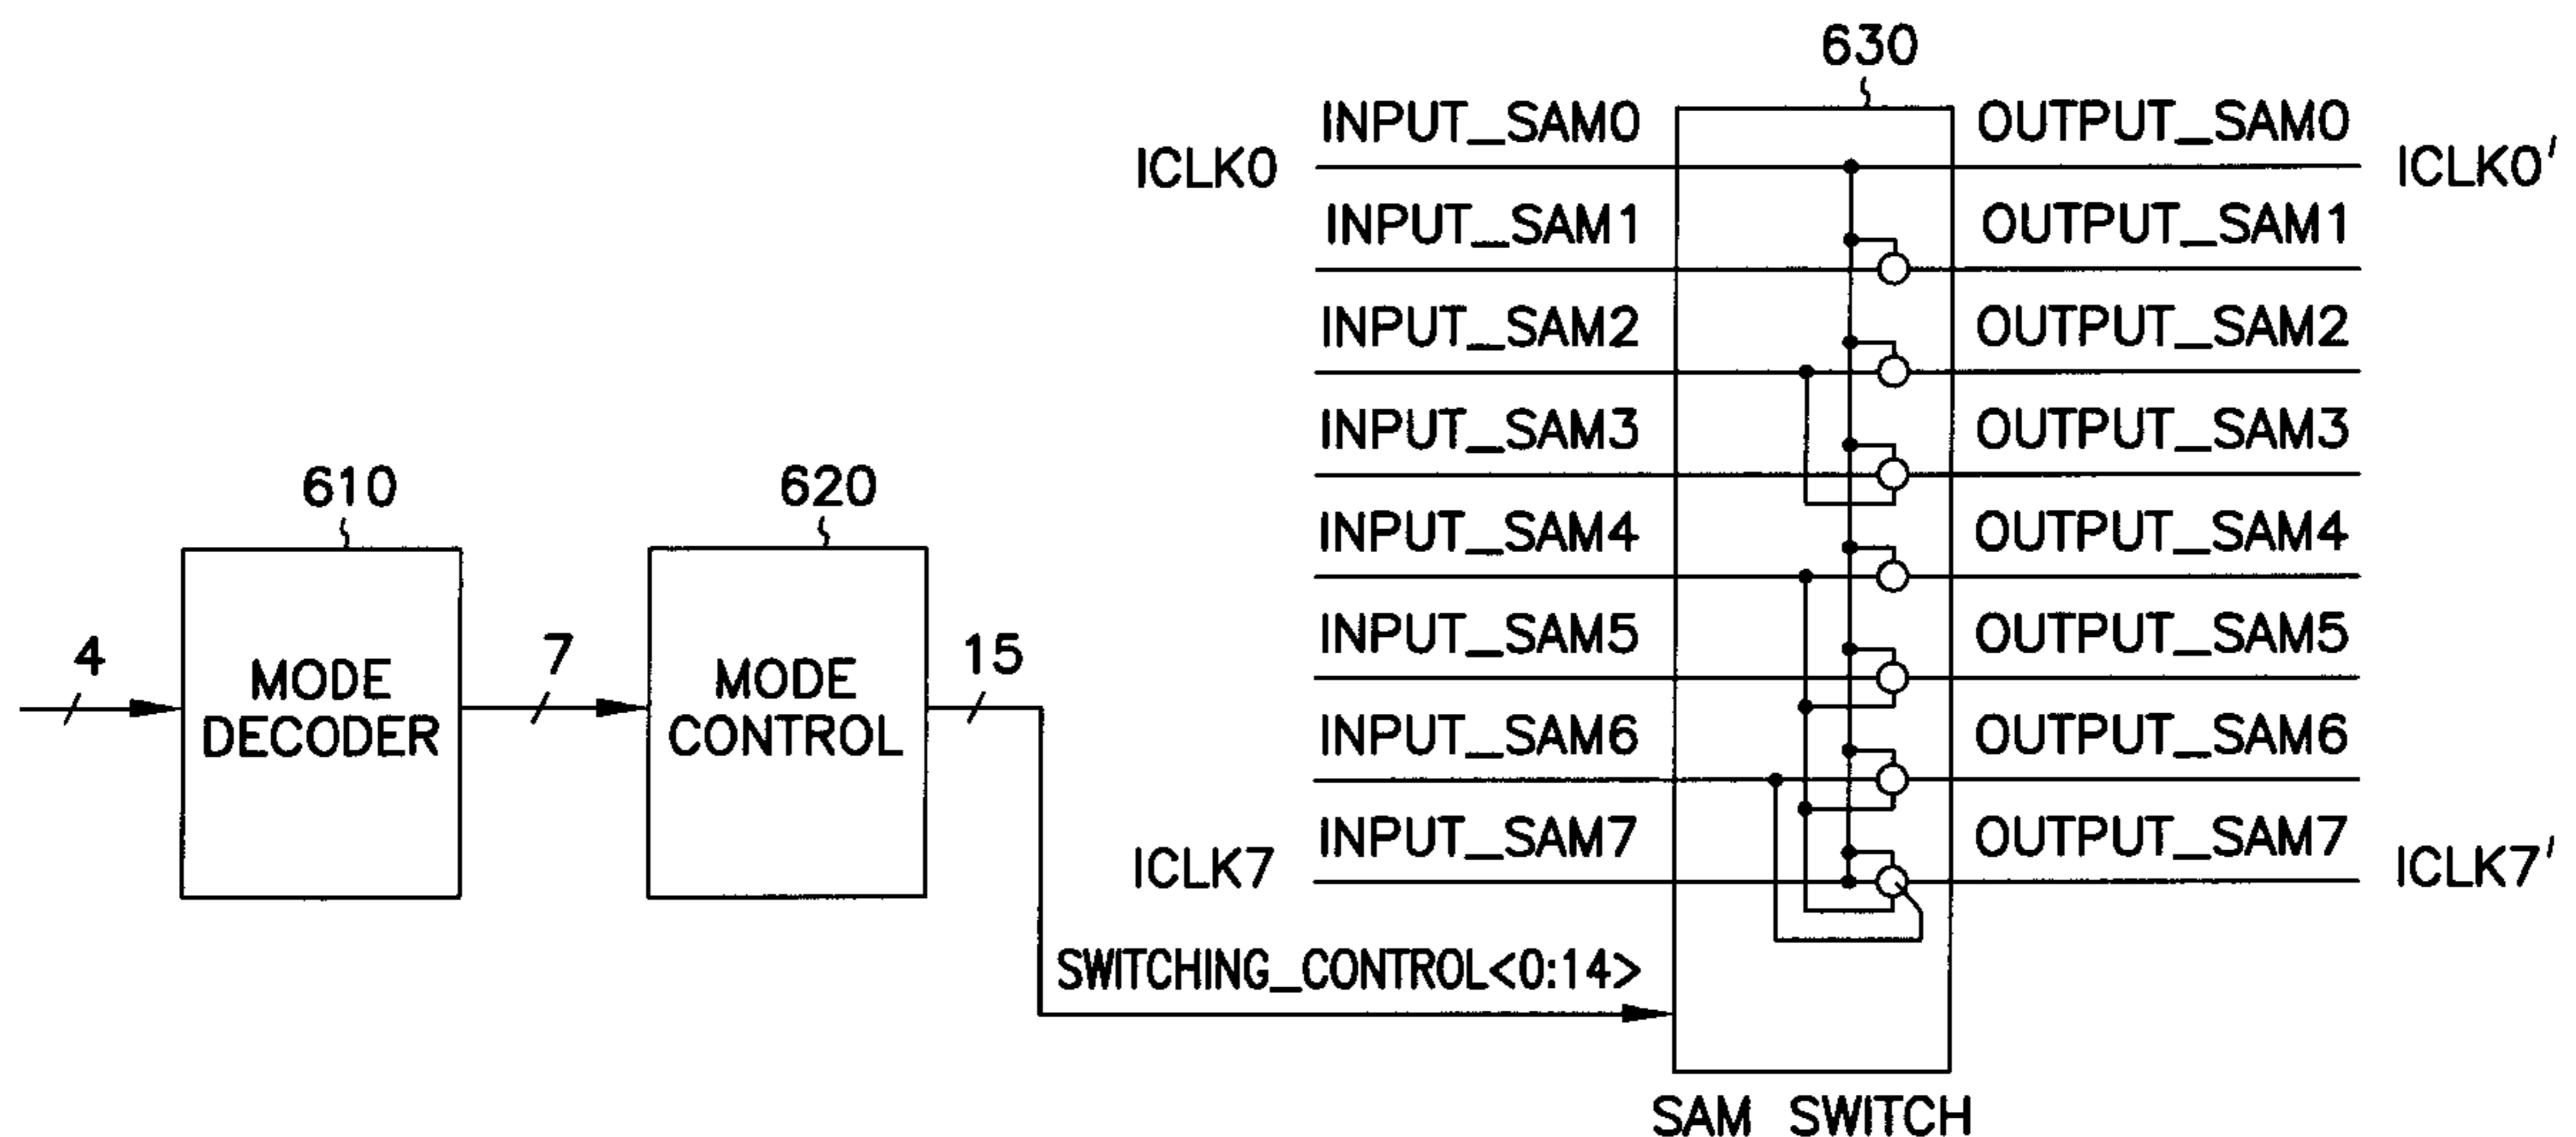 630
INPUT_SAM0 OUTPUT_SAM0
ICLK0 ICLK0'
INPUT_SAM1 OUTPUT_SAM1
INPUT_SAM2 OUTPUT_SAM2
INPUT_SAM3 OUTPUT_SAM3
610 620
INPUT_SAM4 OUTPUT_SAM4
4 7 15
INPUT_SAM5 OUTPUT_SAM5
MODE DECODER
MODE CONTROL
INPUT_SAM6 OUTPUT_SAM6
INPUT_SAM7 OUTPUT_SAM7
ICLK7 ICLK7'
SWITCHING_CONTROL<0:14>
SAM SWITCH